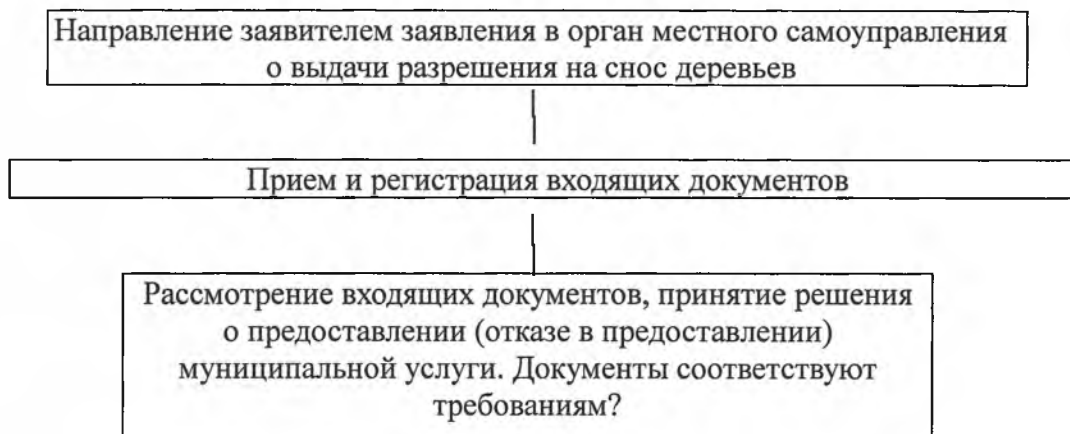 Направление заявителем заявления в орган местного самоуправления
о выдачи разрешения на снос деревьев
Прием и регистрация входящих документов
Рассмотрение входящих документов, принятие решения
о предоставлении (отказе в предоставлении)
муниципальной услуги. Документы соответствуют
требованиям?